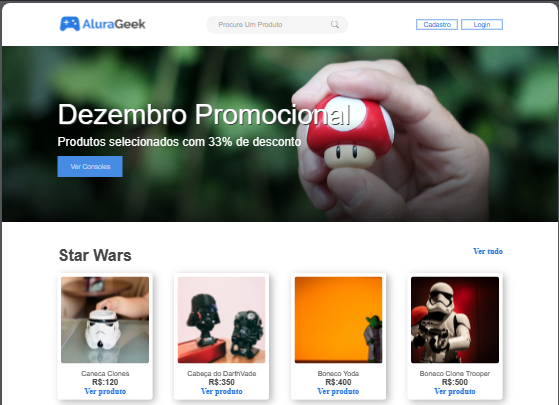 AluraGeek
Procure Um Produto
Cadastro
Login
Dezembro Promocional
Produtos selecionados com 33% de desconto
Ver Consoles
Star Wars
Ver tudo
Caneca Clones
R$:120
Ver produto
Cabeça do DarthVade
R$:350
Ver produto
Boneco Yoda
R$:400
Ver produto
Boneco Clone Trooper
R$:500
Ver produto